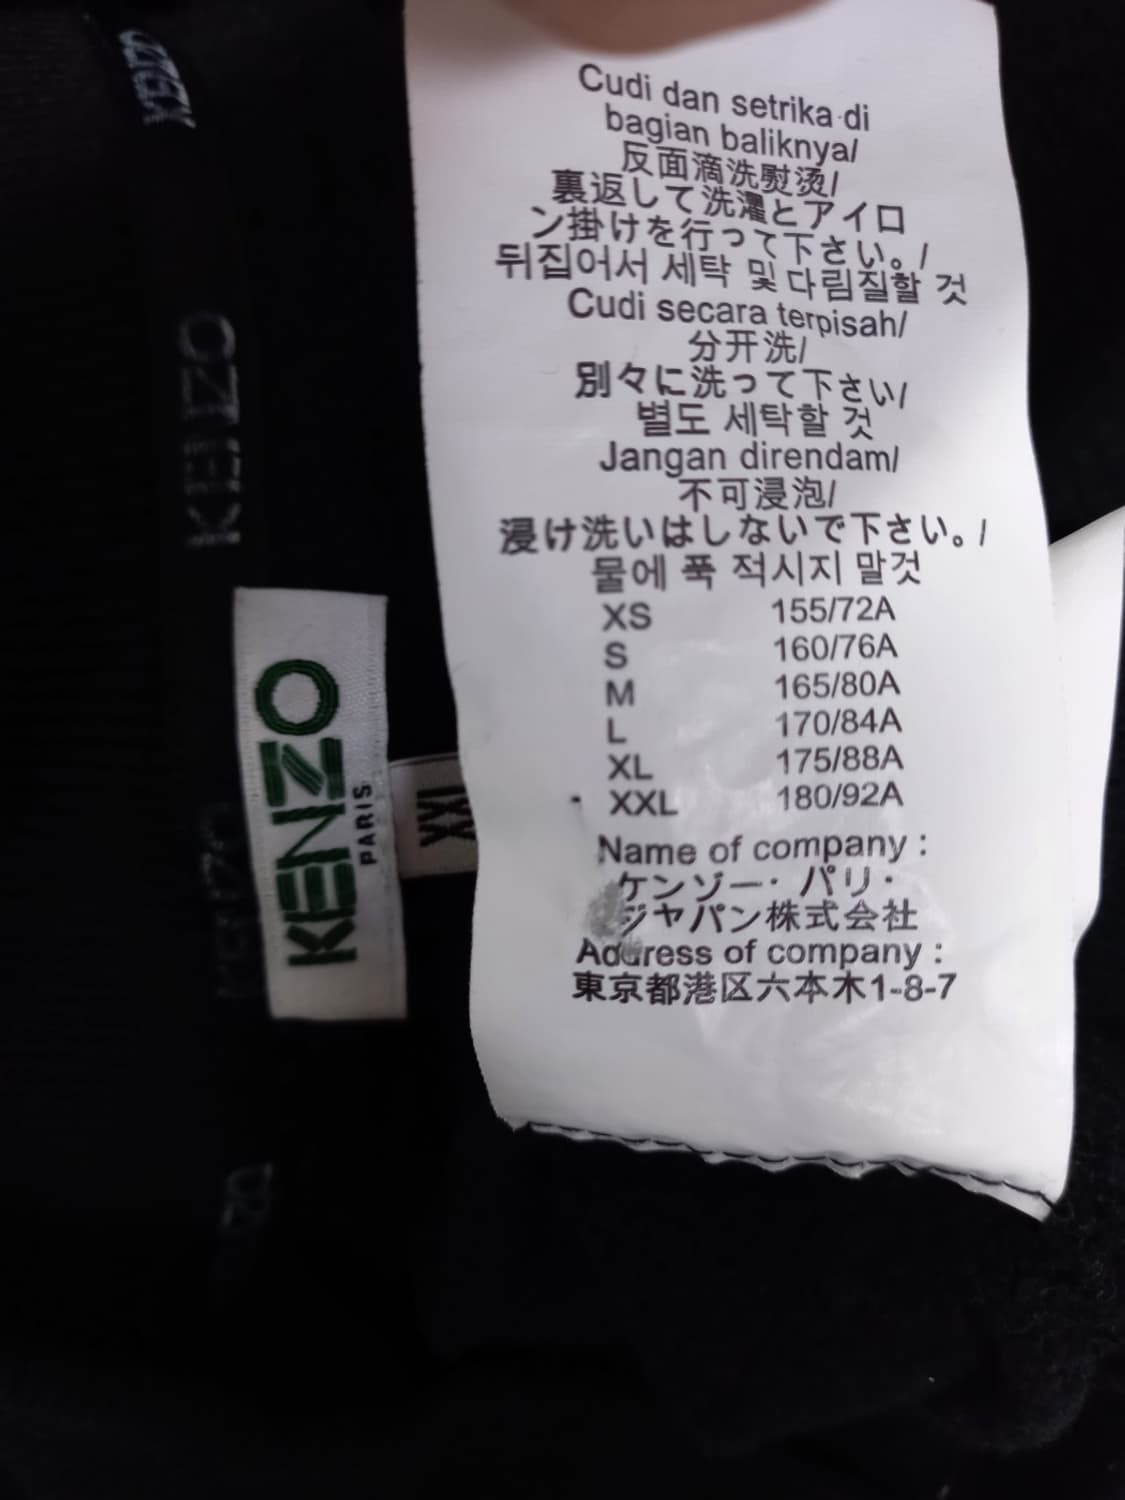 Cudi dan setrika di
bagian baliknya/
反面滴洗熨烫/
裏返して洗濯とアイロ
ン掛けを行って下さい。/
뒤집어서 세탁 및 다림질할 것
Cudi secara terpisah/
分开洗/
別々に洗って下さい/
별도 세탁할 것
Jangan direndam/
不可浸泡/
浸け洗いはしないで下さい。/
물에 푹 적시지 말것
XS 155/72A
S 160/76A
M 165/80A
L 170/84A
XL 175/88A
XXL 180/92A
Name of company :
ケンゾー・パリ・
ジャパン株式会社
Address of company :
東京都港区六本木1-8-7
KENZO
PARIS
XXL
KENZO
KENZO
KENZO